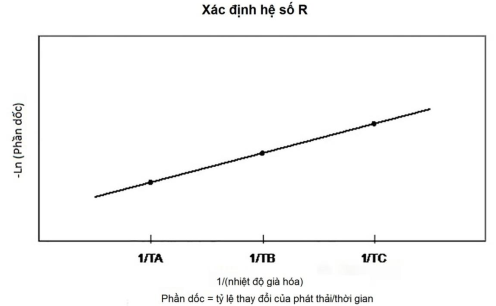 Xác định hệ số R
-Ln (Phần dốc)
1/TA 1/TB 1/TC
1/(nhiệt độ già hóa)
Phần dốc = tỷ lệ thay đổi của phát thải/thời gian